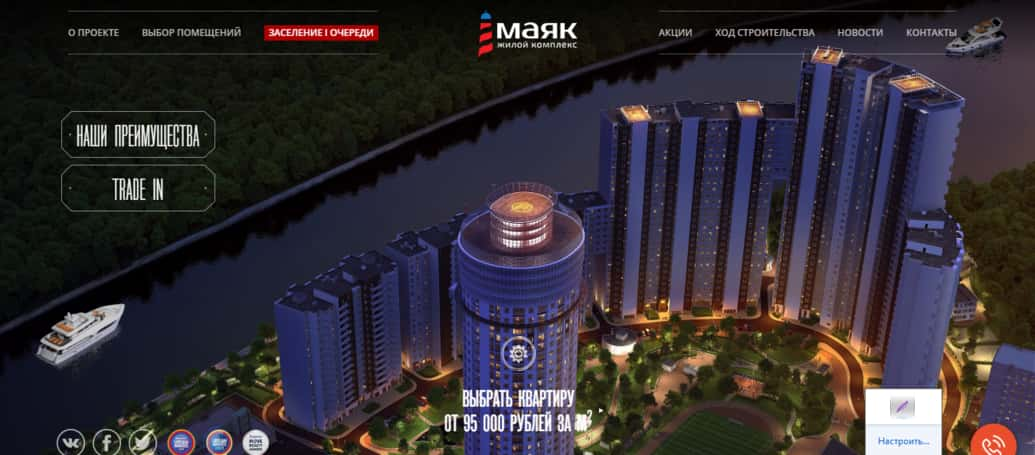 О ПРОЕКТЕ
ВЫБОР ПОМЕЩЕНИЙ
ЗАСЕЛЕНИЕ I ОЧЕРЕДИ
МАЯК
ЖИЛОЙ КОМПЛЕКС
АКЦИИ
ХОД СТРОИТЕЛЬСТВА
НОВОСТИ
КОНТАКТЫ
НАШИ ПРЕИМУЩЕСТВА
TRADE IN
ВЫБРАТЬ КВАРТИРУ
ОТ 95 000 РУБЛЕЙ ЗА М²
Настроить...